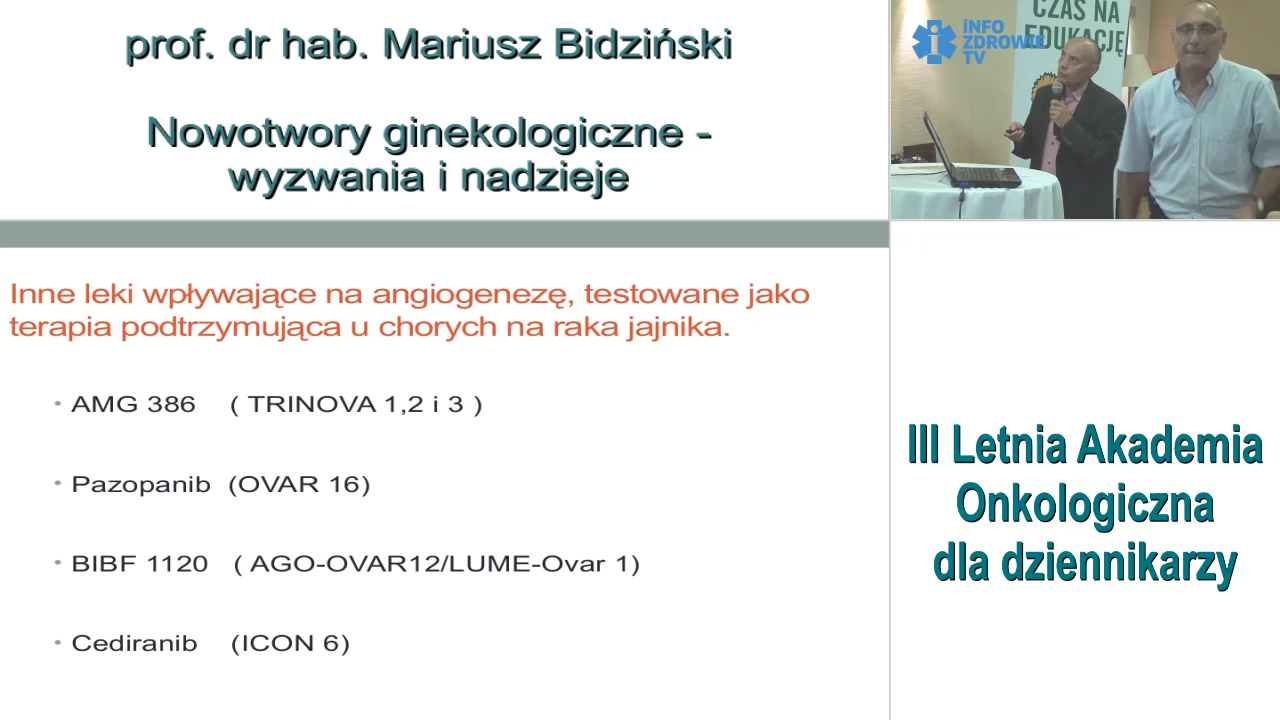 prof. dr hab. Mariusz Bidziński
Nowotwory ginekologiczne -
wyzwania i nadzieje
CZAS NA
EDUKACJĘ
iNFO
ZDROWIE
TV
Inne leki wpływające na angiogenezę, testowane jako
terapia podtrzymująca u chorych na raka jajnika.
• AMG 386 ( TRINOVA 1,2 i 3 )
• Pazopanib (OVAR 16)
• BIBF 1120 ( AGO-OVAR12/LUME-Ovar 1)
• Cediranib (ICON 6)
III Letnia Akademia
Onkologiczna
dla dziennikarzy